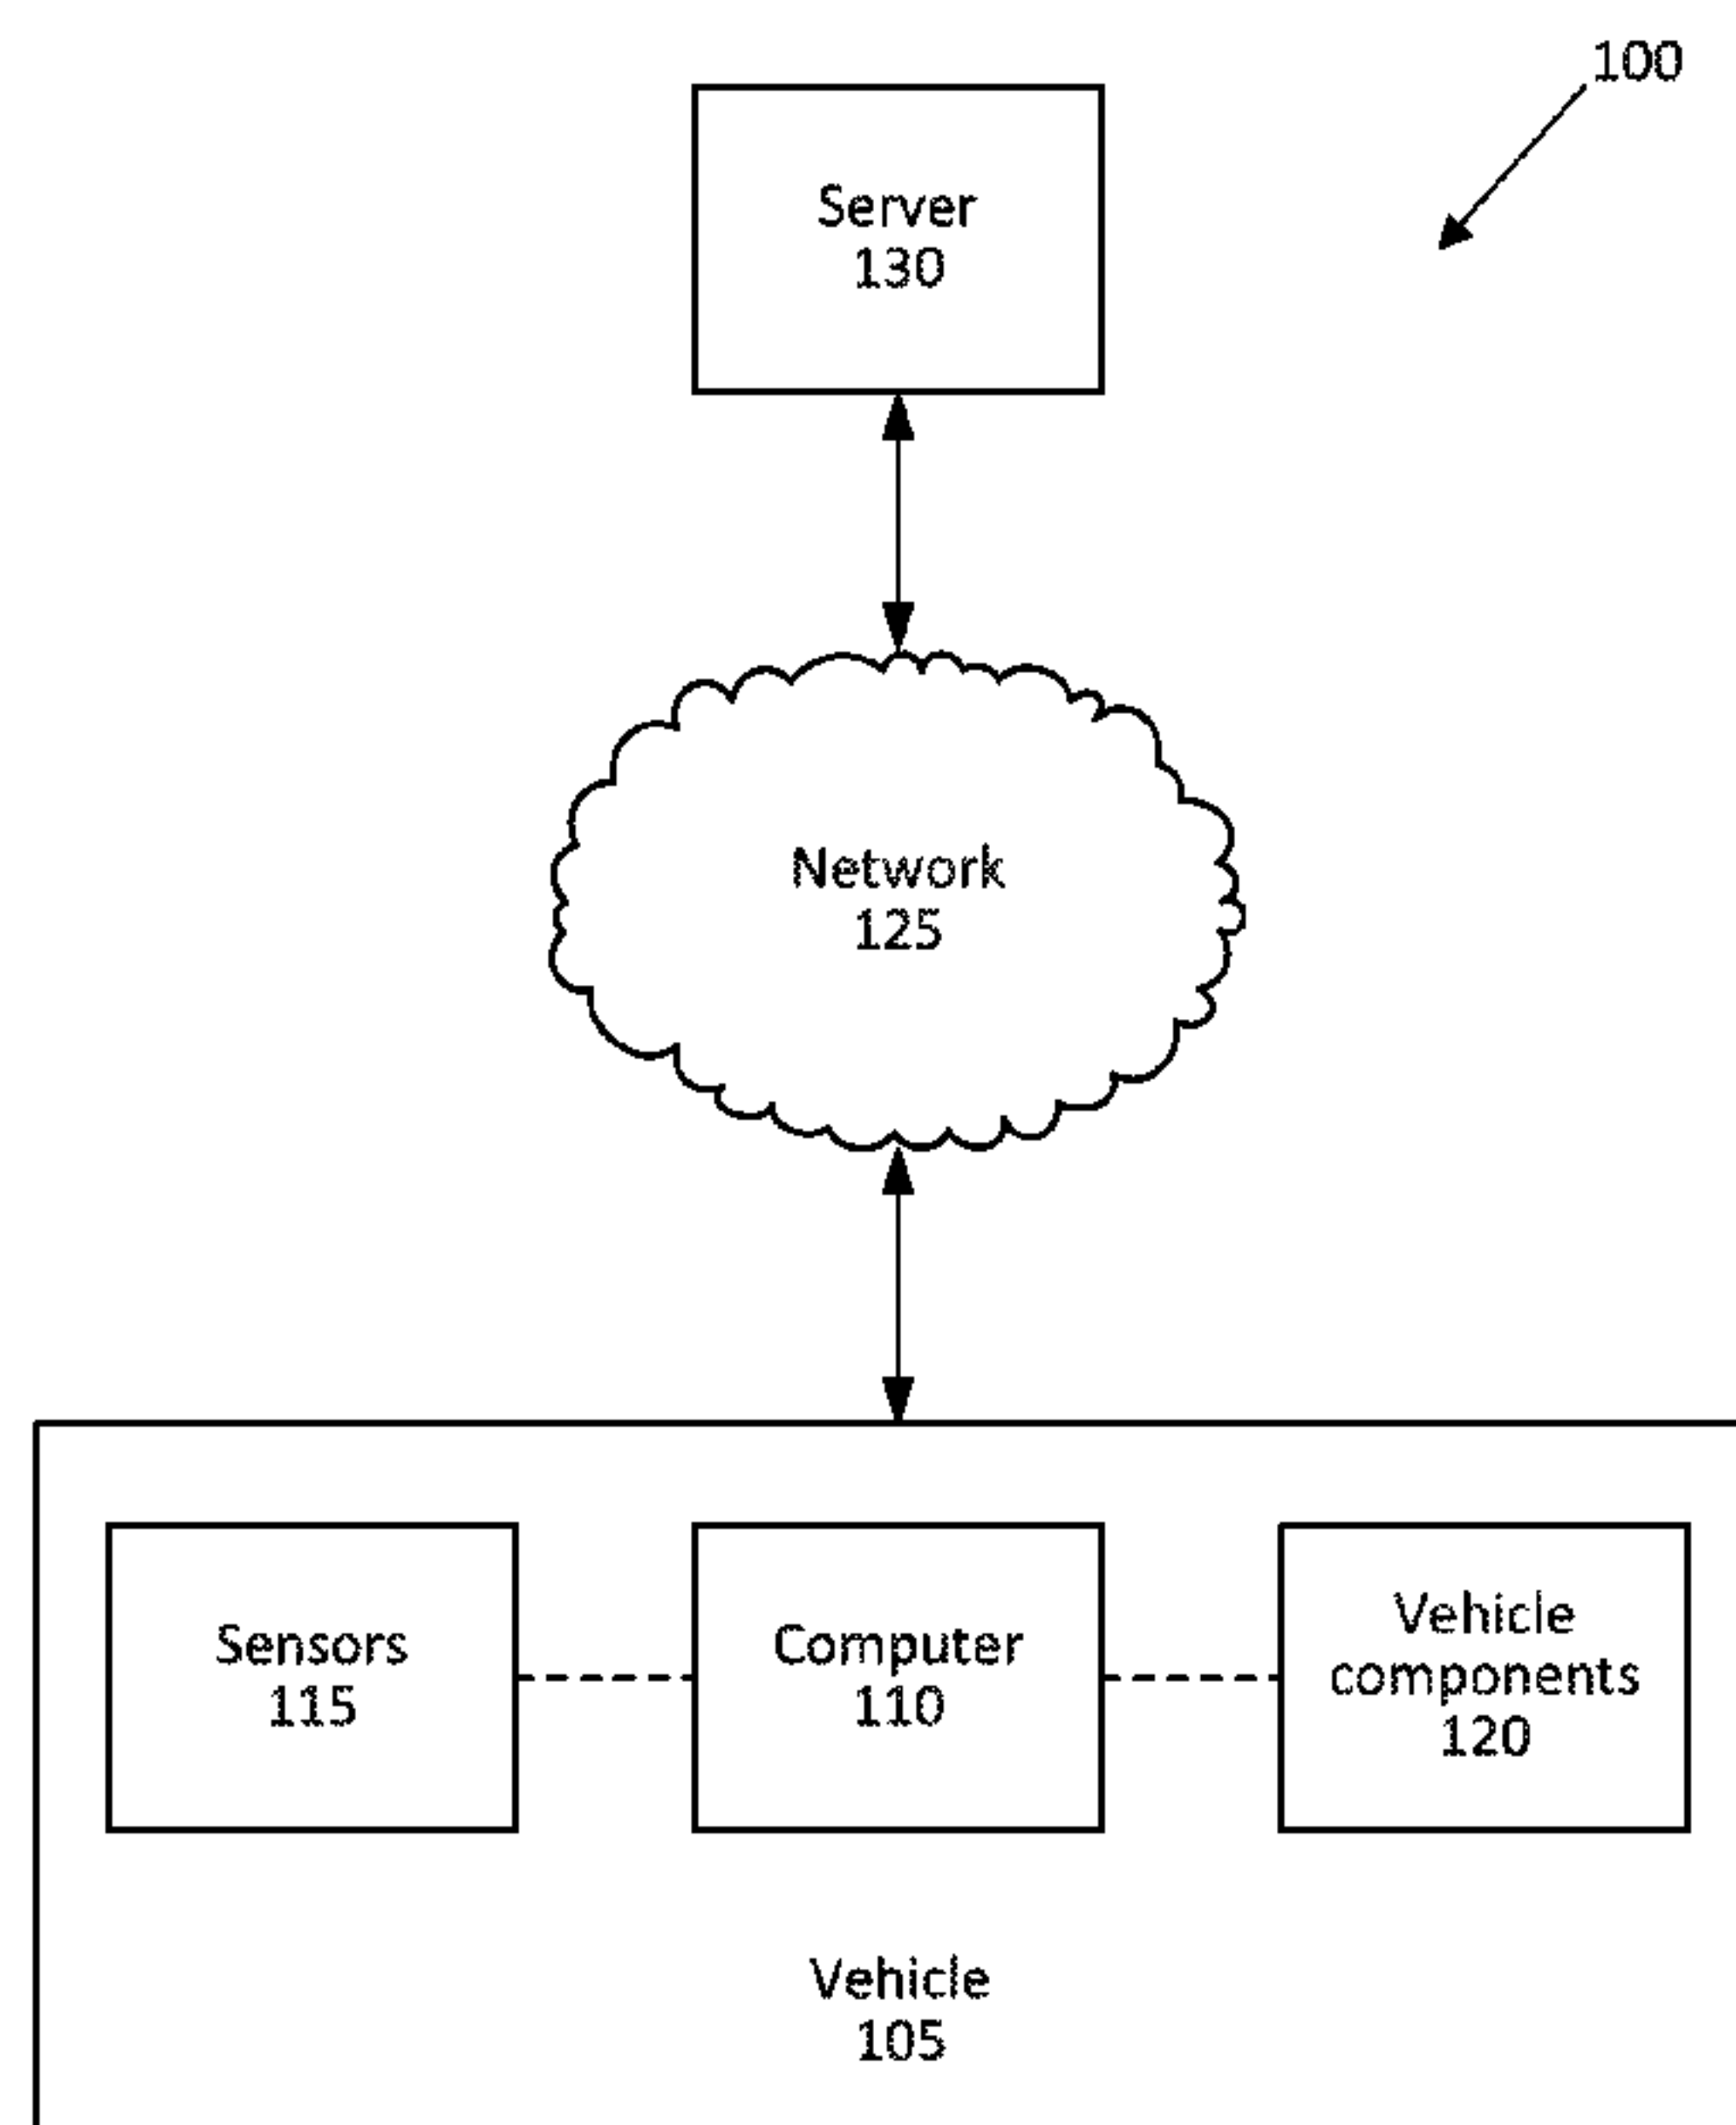 100
Server
130
Network
125
Sensors
115
Computer
110
Vehicle
components
120
Vehicle
105